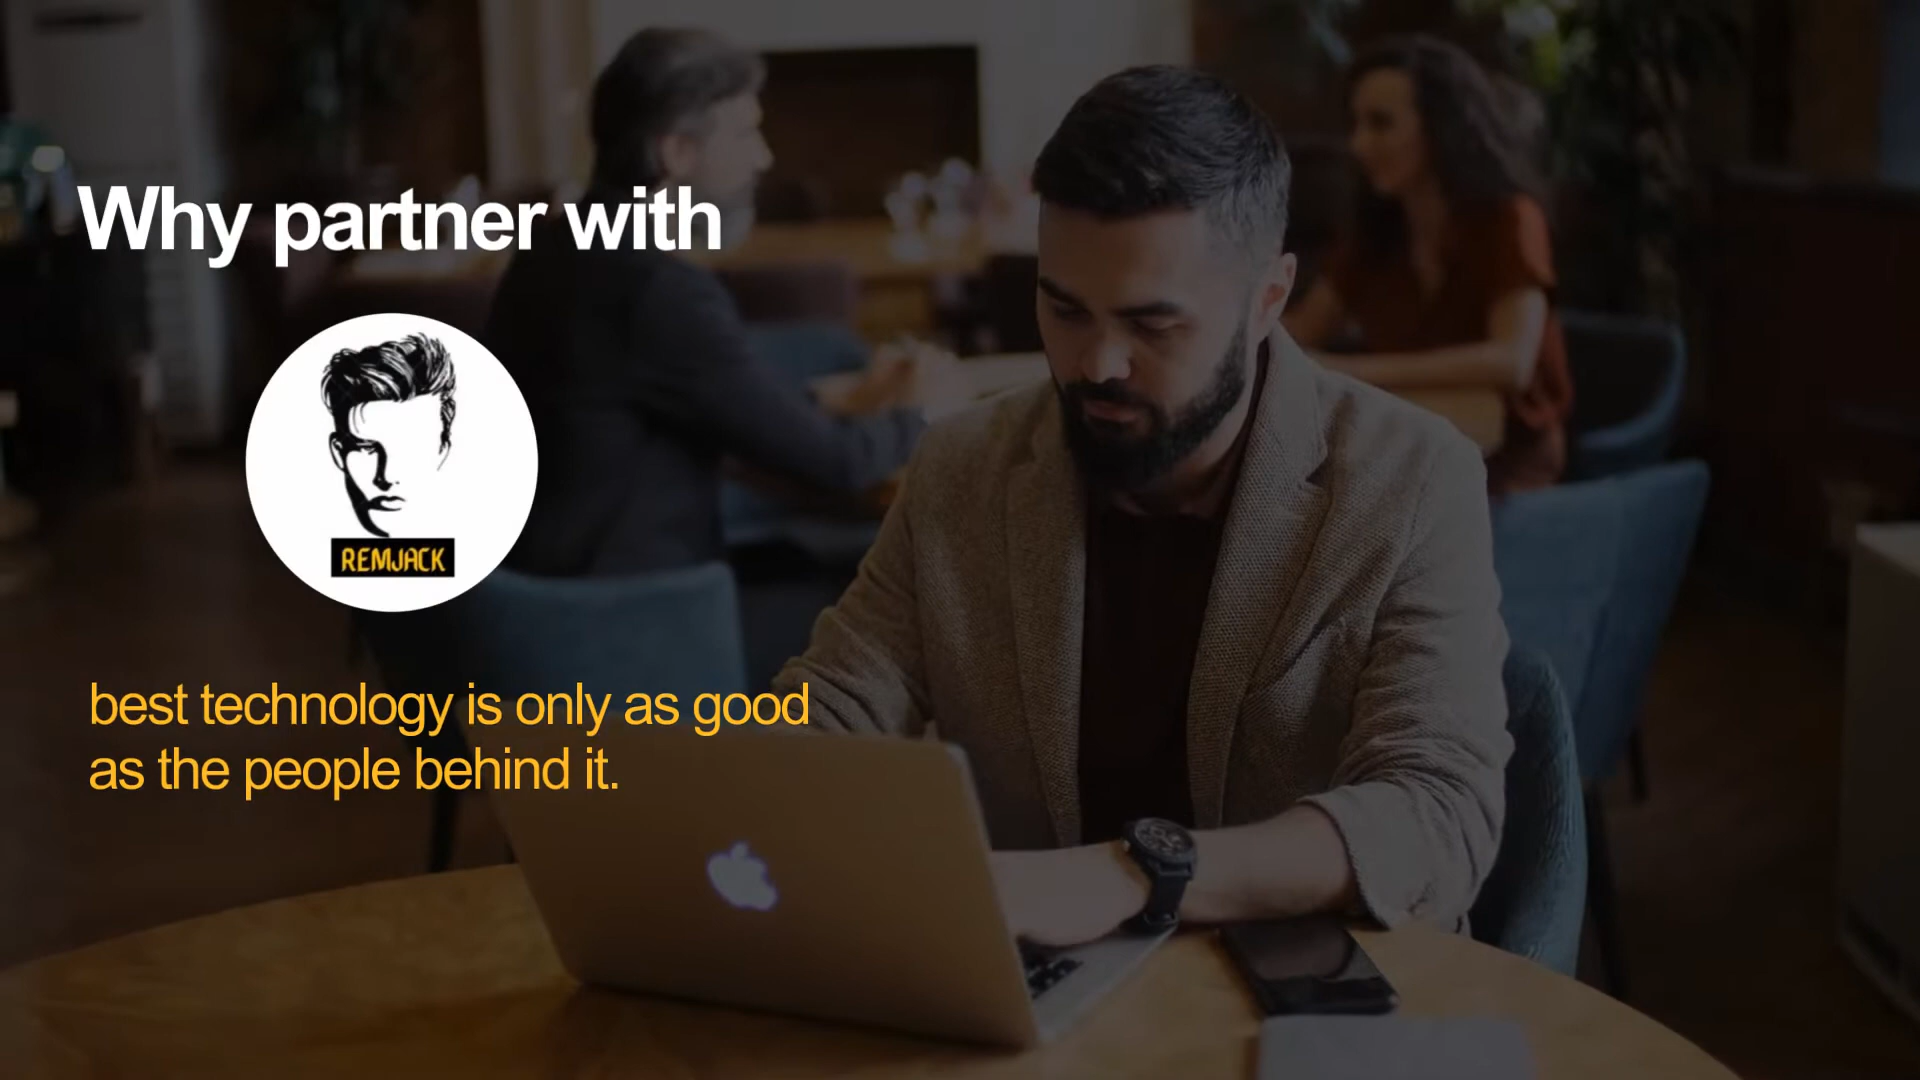 Why partner with
REMJACK
best technology is only as good
as the people behind it.